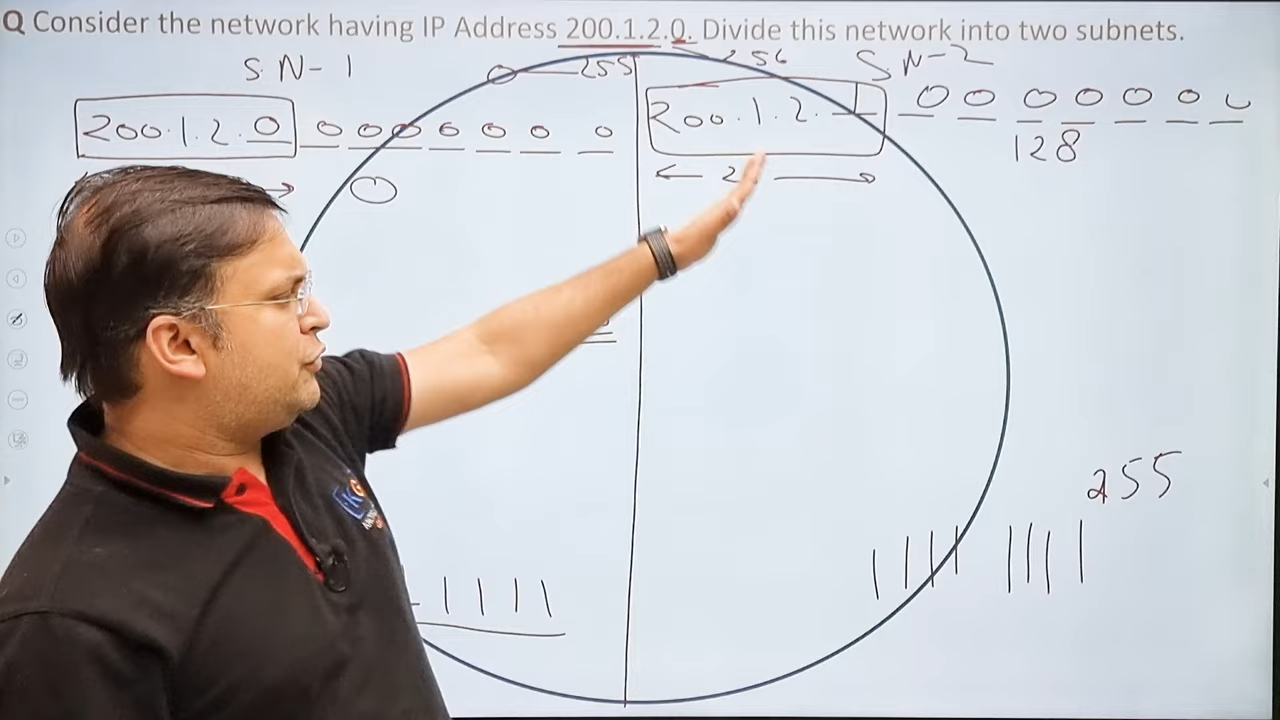 Q Consider the network having IP Address 200.1.2.0. Divide this network into two subnets.
S.N-1
255
200.1.2.0 0 0 0 0 0 0 0
0
1 1 1 1
256
S.N-2
200.1.2.1 0 0 0 0 0 0 0
128
255
1 1 1 1 1 1 1 1
KG